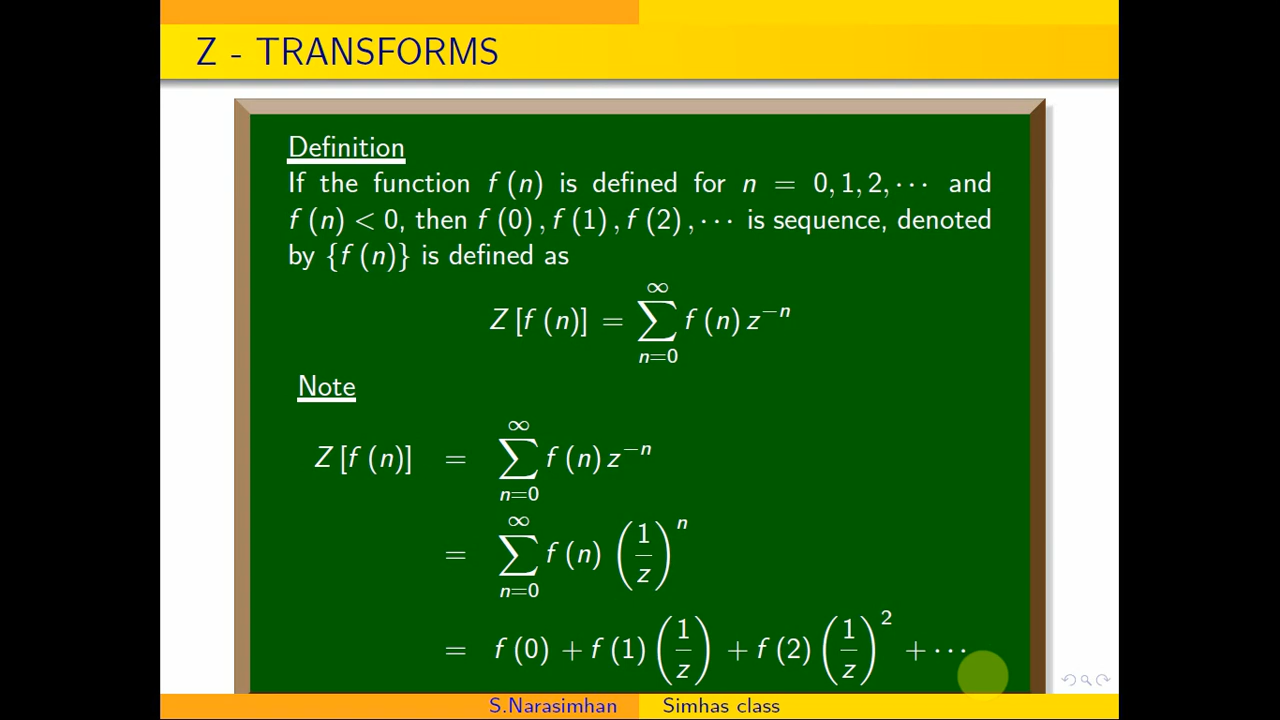 Z - TRANSFORMS
Definition
If the function f (n) is defined for n = 0, 1, 2, ⋯ and
f (n) < 0, then f (0) , f (1) , f (2) , ⋯ is sequence, denoted
by {f (n)} is defined as
Z [f (n)] = ∑_{n=0}^{∞} f (n) z^{−n}
Note
Z [f (n)] = ∑_{n=0}^{∞} f (n) z^{−n}
= ∑_{n=0}^{∞} f (n) (1/z)^n
= f (0) + f (1) (1/z) + f (2) (1/z)^2 + ⋯
S.Narasimhan Simhas class